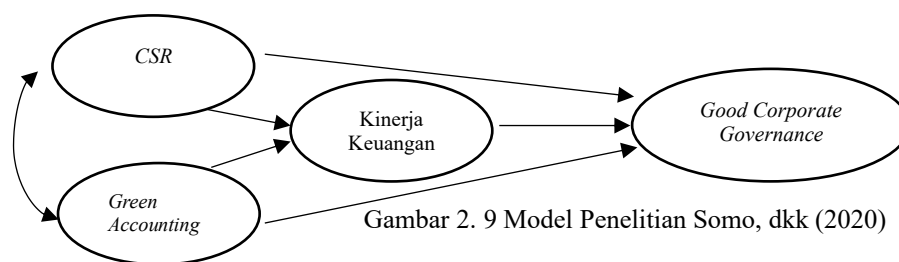 CSR
Kinerja
Keuangan
Good Corporate
Governance
Green
Accounting
Gambar 2. 9 Model Penelitian Somo, dkk (2020)